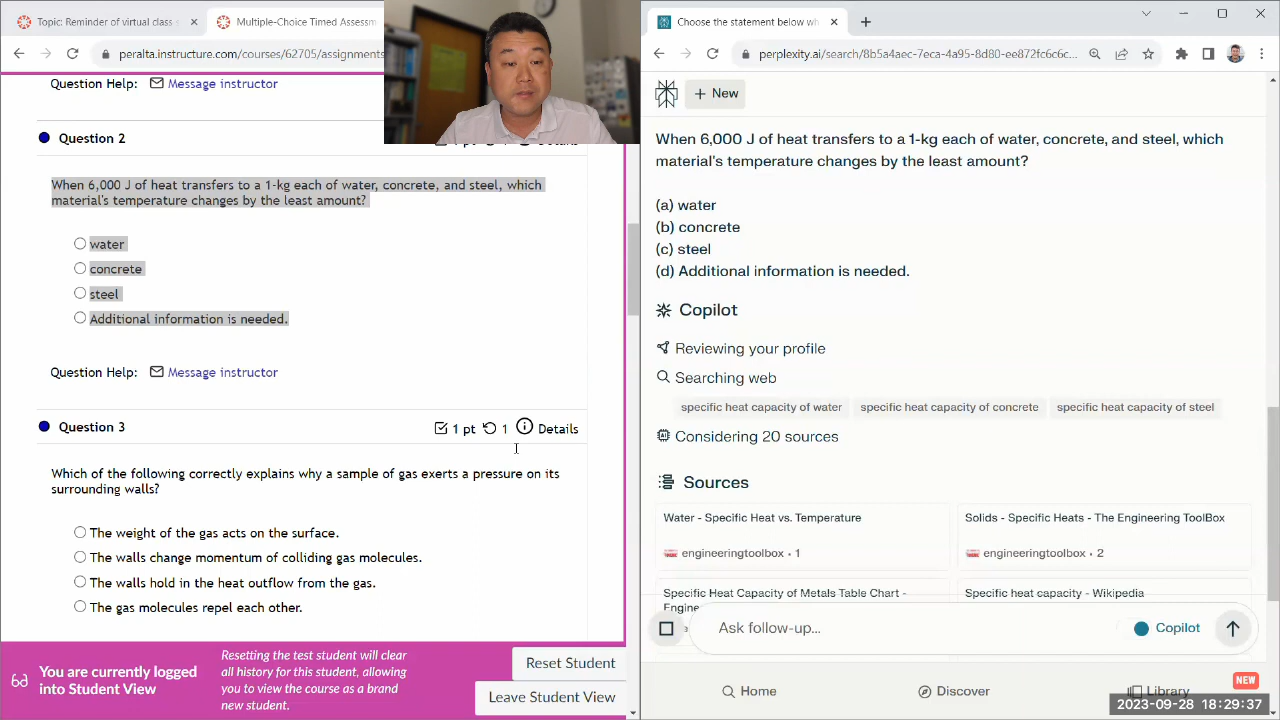 Topic: Reminder of virtual class s
Multiple-Choice Timed Assessm
peralta.instructure.com/courses/62705/assignments
Question Help: Message instructor
Question 2
Details
When 6,000 J of heat transfers to a 1-kg each of water, concrete, and steel, which
material's temperature changes by the least amount?
water
concrete
steel
Additional information is needed.
Question Help: Message instructor
Question 3
1 pt 1 Details
Which of the following correctly explains why a sample of gas exerts a pressure on its
surrounding walls?
The weight of the gas acts on the surface.
The walls change momentum of colliding gas molecules.
The walls hold in the heat outflow from the gas.
The gas molecules repel each other.
You are currently logged
into Student View
Resetting the test student will clear
all history for this student, allowing
you to view the course as a brand
new student.
Reset Student
Leave Student View
Choose the statement below wh
perplexity.ai/search/8b5a4aec-7eca-4a95-8d80-ee872fc6c6c...
New
When 6,000 J of heat transfers to a 1-kg each of water, concrete, and steel, which
material's temperature changes by the least amount?
(a) water
(b) concrete
(c) steel
(d) Additional information is needed.
Copilot
Reviewing your profile
Searching web
specific heat capacity of water specific heat capacity of concrete specific heat capacity of steel
Considering 20 sources
Sources
Water - Specific Heat vs. Temperature
engineeringtoolbox • 1
Solids - Specific Heats - The Engineering ToolBox
engineeringtoolbox • 2
Specific Heat Capacity of Metals Table Chart -
Engine
Specific heat capacity - Wikipedia
Ask follow-up...
Copilot
Home Discover Library
NEW
2023-09-28 18:29:37